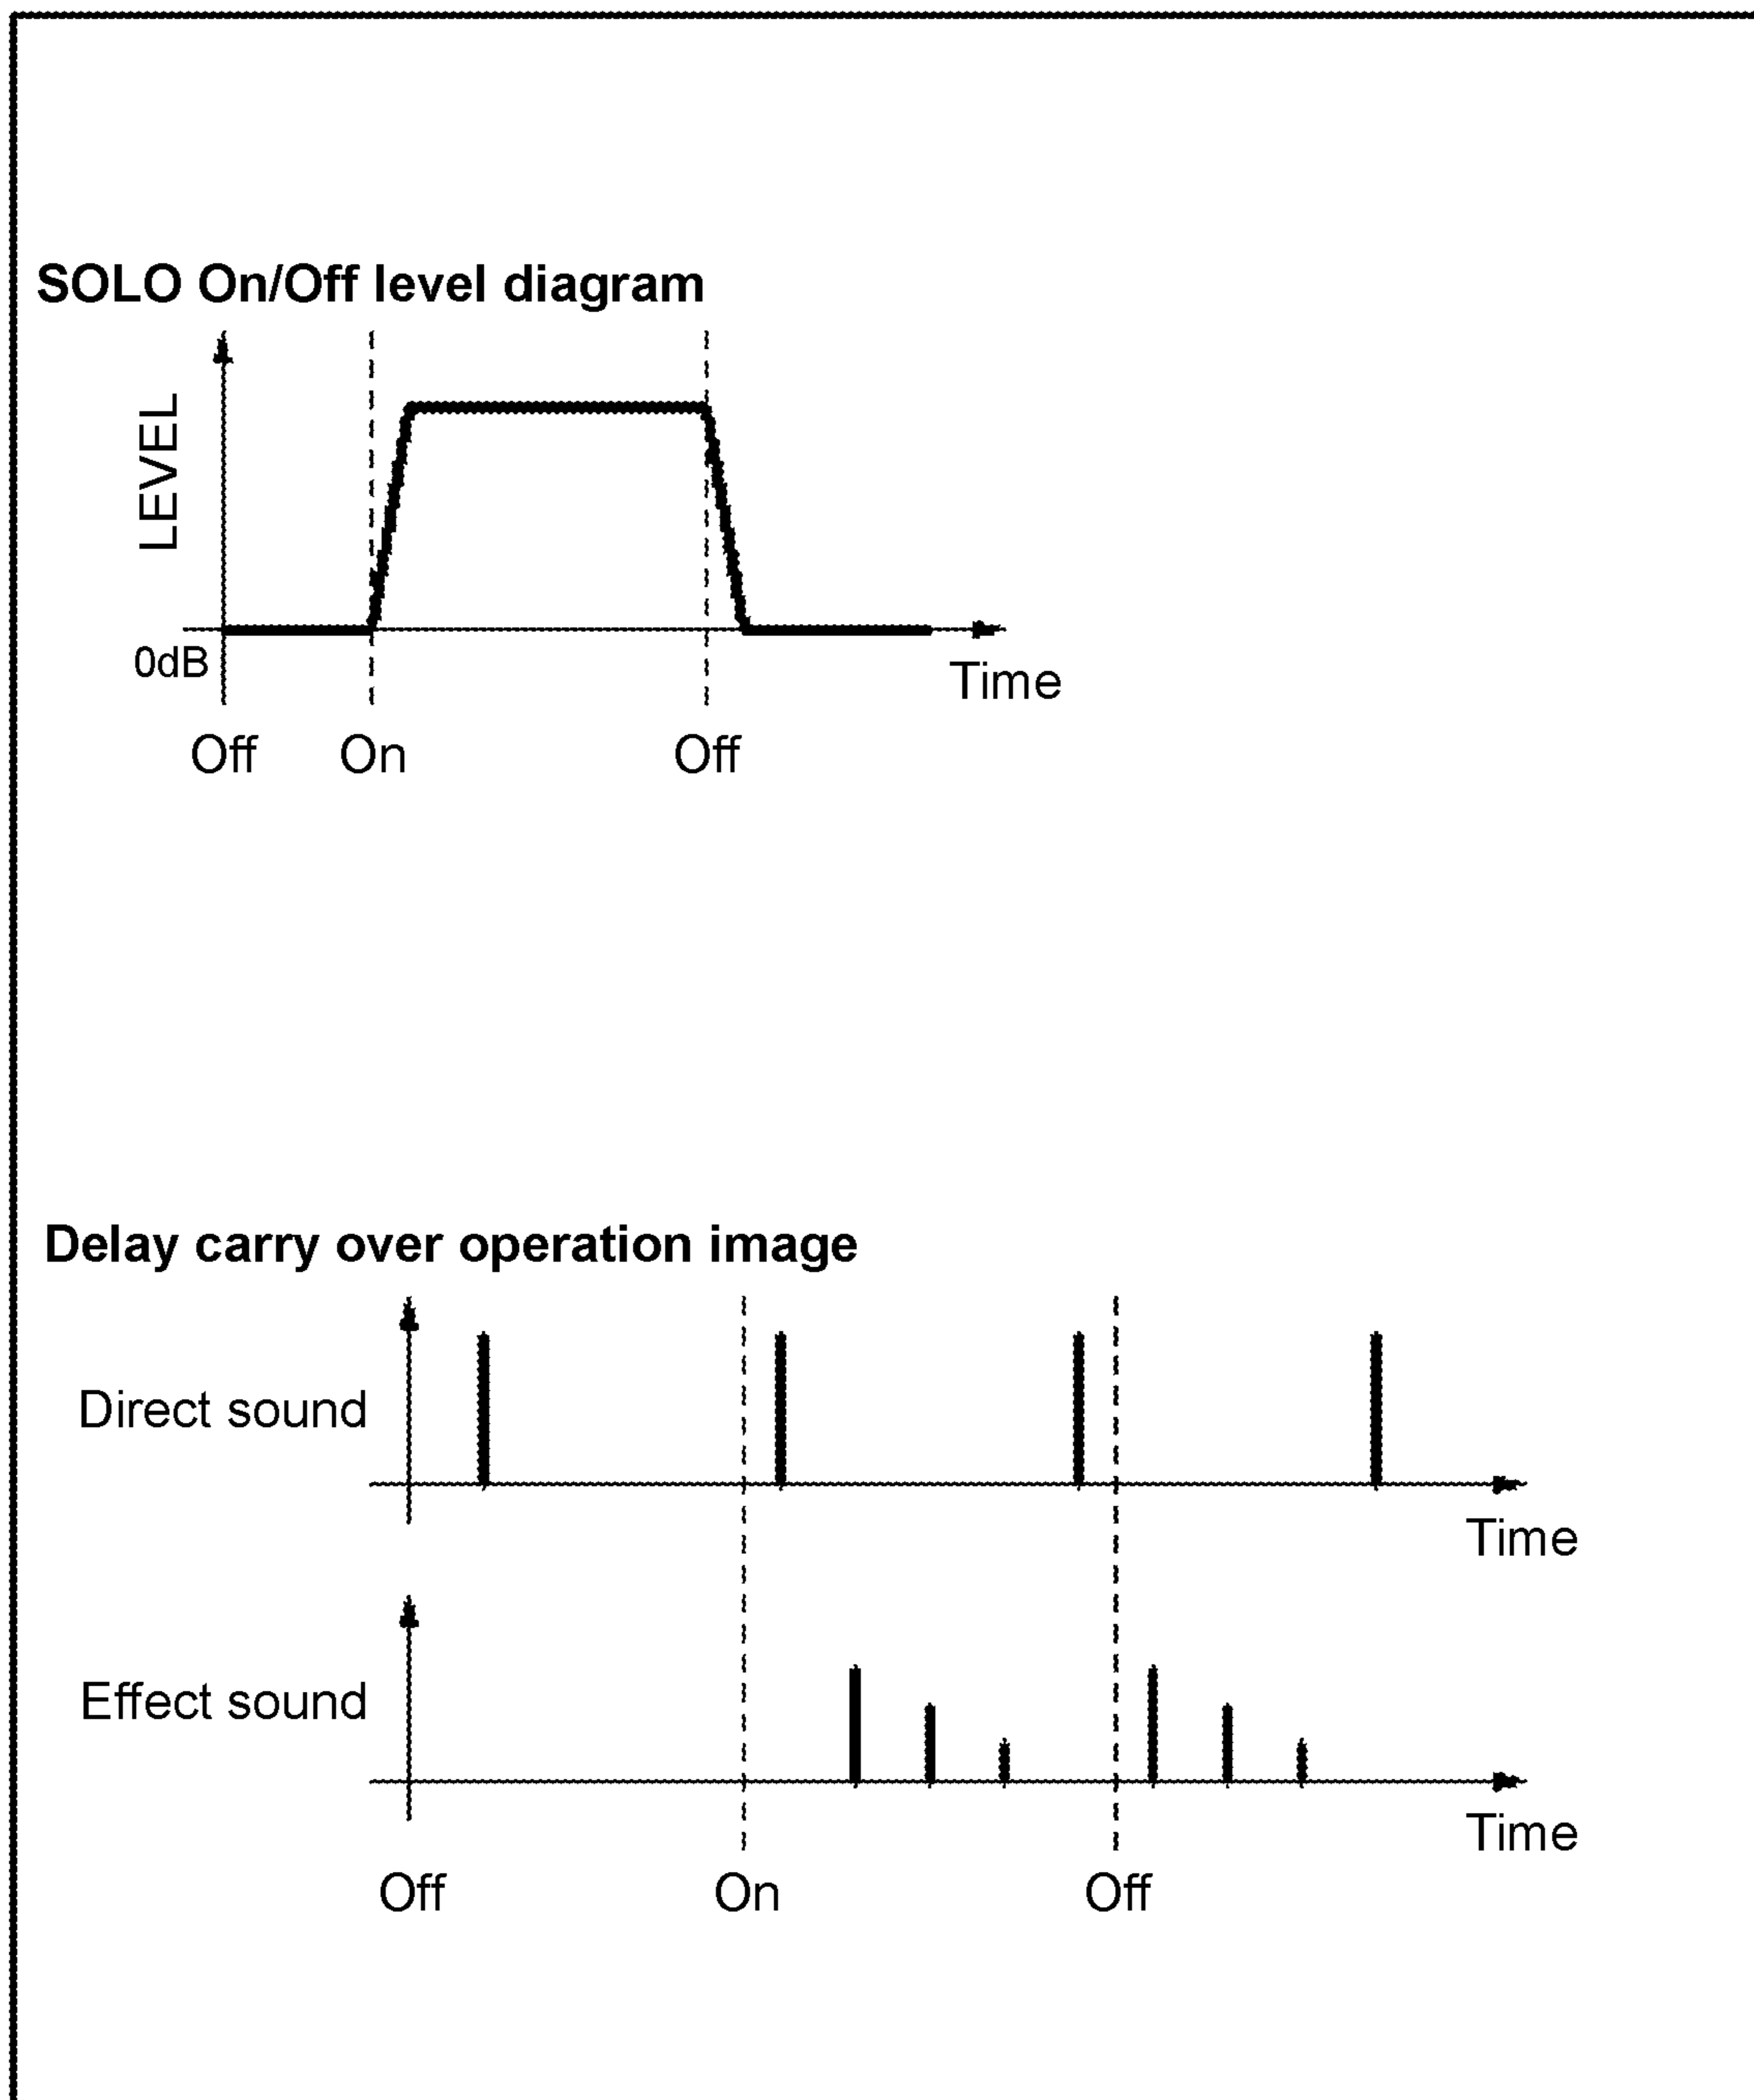 SOLO On/Off level diagram
LEVEL
0dB
Time
Off On Off
Delay carry over operation image
Direct sound
Time
Effect sound
Time
Off On Off